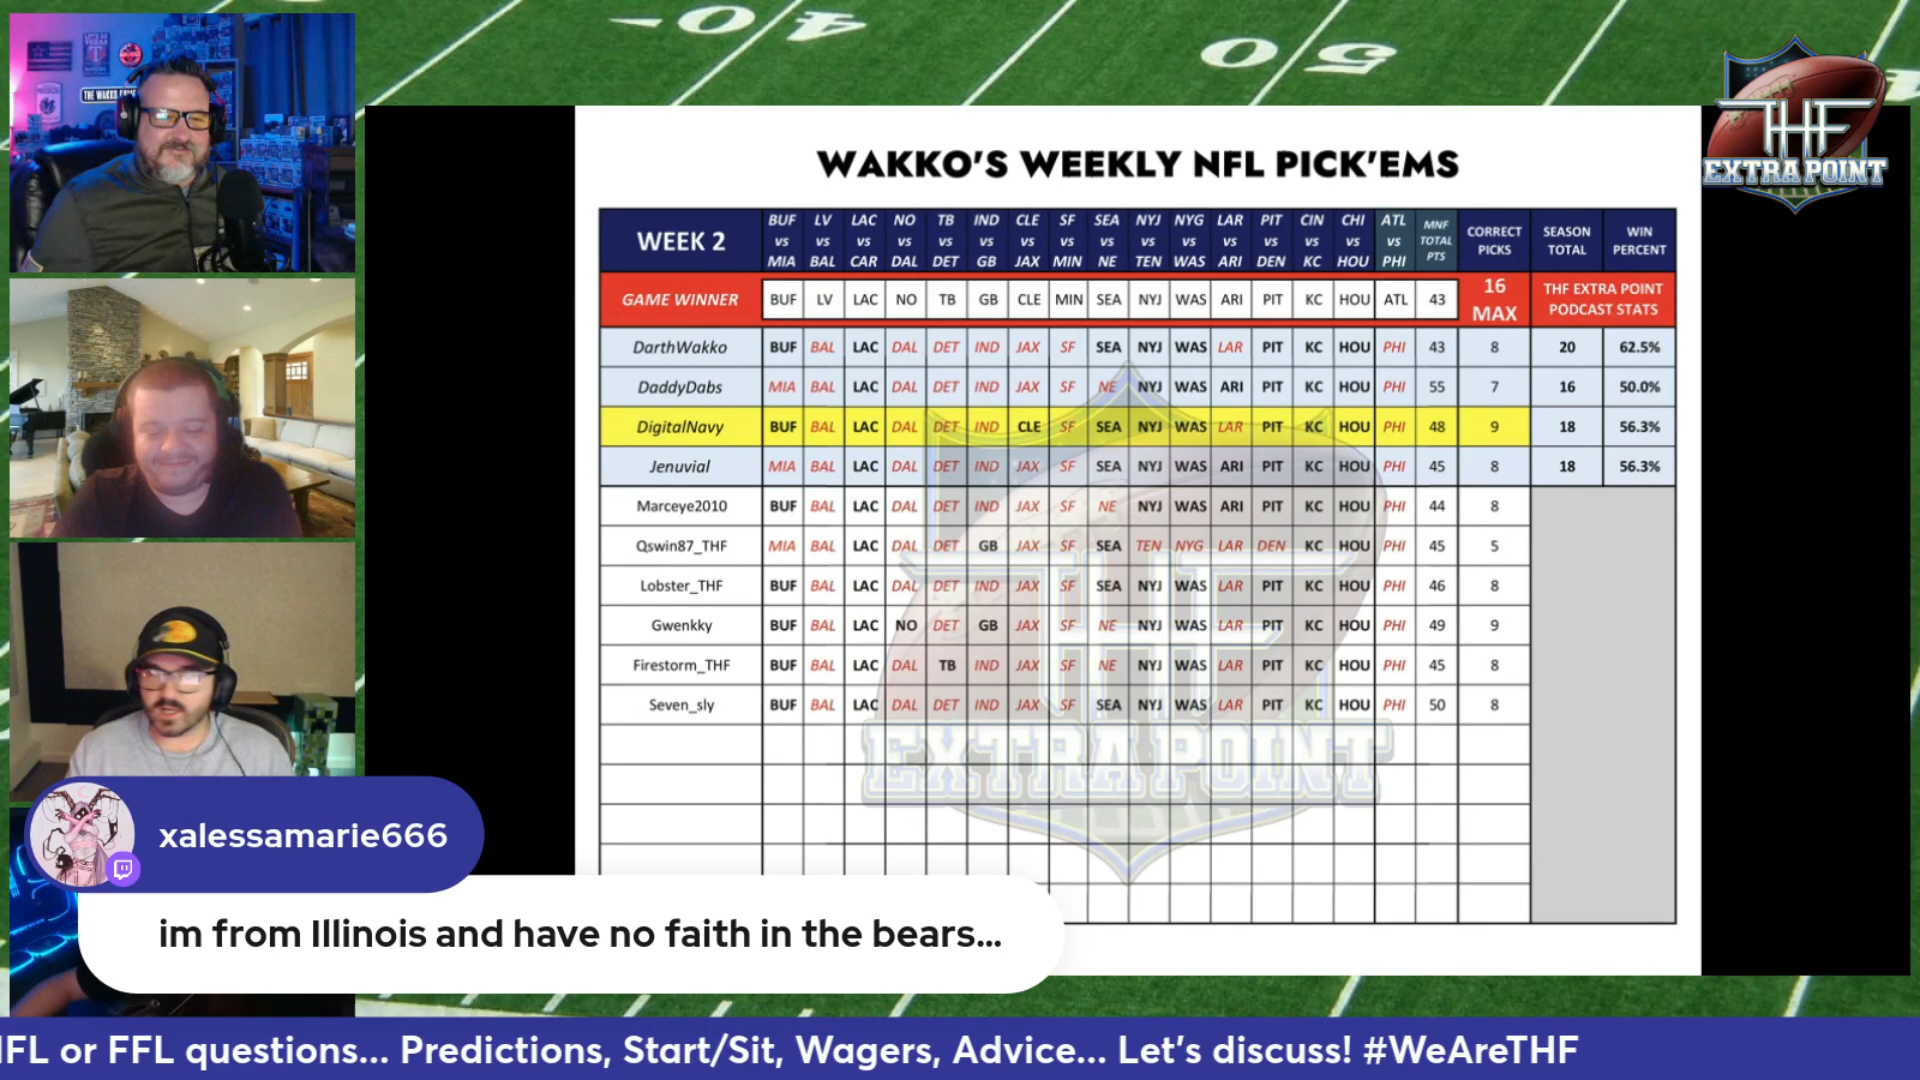 40
50
THF
EXTRA POINT
THE WAKKO
WAKKO'S WEEKLY NFL PICK'EMS
WEEK 2 BUF vs MIA LV vs BAL LAC vs CAR NO vs DAL TB vs DET IND vs GB CLE vs JAX SF vs MIN SEA vs NE NYJ vs TEN NYG vs WAS LAR vs ARI PIT vs DEN CIN vs KC CHI vs HOU ATL vs PHI MNF TOTAL PTS CORRECT PICKS SEASON TOTAL WIN PERCENT
GAME WINNER BUF LV LAC NO TB GB CLE MIN SEA NYJ WAS ARI PIT KC HOU ATL 43 16 MAX THF EXTRA POINT PODCAST STATS
DarthWakko BUF BAL LAC DAL DET IND JAX SF SEA NYJ WAS LAR PIT KC HOU PHI 43 8 20 62.5%
DaddyDabs MIA BAL LAC DAL DET IND JAX SF NE NYJ WAS ARI PIT KC HOU PHI 55 7 16 50.0%
DigitalNavy BUF BAL LAC DAL DET IND CLE SF SEA NYJ WAS LAR PIT KC HOU PHI 48 9 18 56.3%
Jenuvial MIA BAL LAC DAL DET IND JAX SF SEA NYJ WAS ARI PIT KC HOU PHI 45 8 18 56.3%
Marceye2010 BUF BAL LAC DAL DET IND JAX SF NE NYJ WAS ARI PIT KC HOU PHI 44 8
Qswin87_THF MIA BAL LAC DAL DET GB JAX SF SEA TEN NYG LAR DEN KC HOU PHI 45 5
Lobster_THF BUF BAL LAC DAL DET IND JAX SF SEA NYJ WAS LAR PIT KC HOU PHI 46 8
Gwenkky BUF BAL LAC NO DET GB JAX SF NE NYJ WAS LAR PIT KC HOU PHI 49 9
Firestorm_THF BUF BAL LAC DAL TB IND JAX SF NE NYJ WAS LAR PIT KC HOU PHI 45 8
Seven_sly BUF BAL LAC DAL DET IND JAX SF SEA NYJ WAS LAR PIT KC HOU PHI 50 8
THF
EXTRA POINT
xalessamarie666
im from Illinois and have no faith in the bears...
NFL or FFL questions... Predictions, Start/Sit, Wagers, Advice... Let's discuss! #WeAreTHF